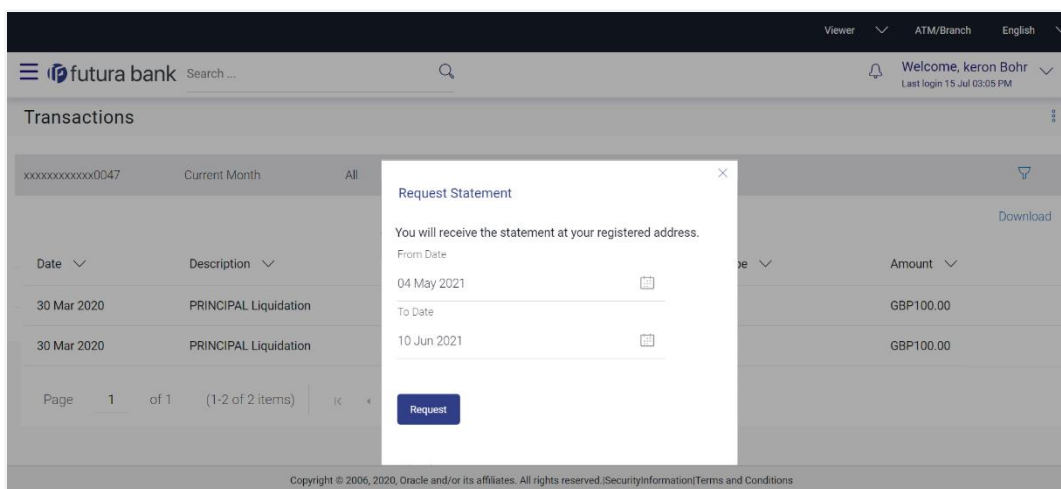 Viewer ATM/Branch English
futura bank Search ... Welcome, keron Bohr
Last login 15 Jul 03:05 PM
Transactions
xxxxxxxxxxxx0047 Current Month All
Request Statement
Download
You will receive the statement at your registered address.
From Date
Date Description pe Amount
04 May 2021
30 Mar 2020 PRINCIPAL Liquidation GBP100.00
To Date
10 Jun 2021
30 Mar 2020 PRINCIPAL Liquidation GBP100.00
Page 1 of 1 (1-2 of 2 items)
Request
Copyright © 2006, 2020, Oracle and/or its affiliates. All rights reserved.|SecurityInformation|Terms and Conditions